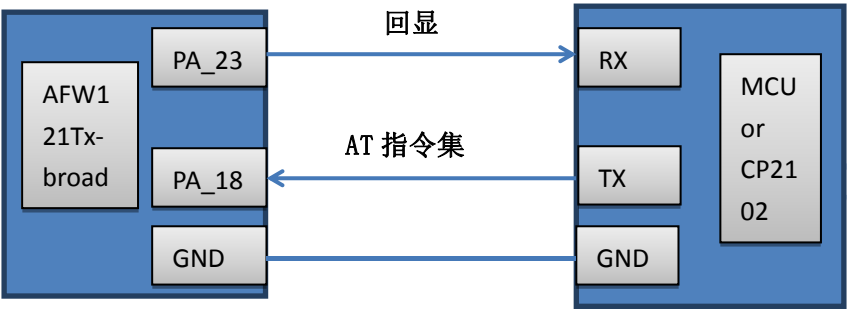 回显
PA_23
RX
AFW1
21Tx-
broad
MCU
or
CP21
02
AT 指令集
PA_18
TX
GND
GND